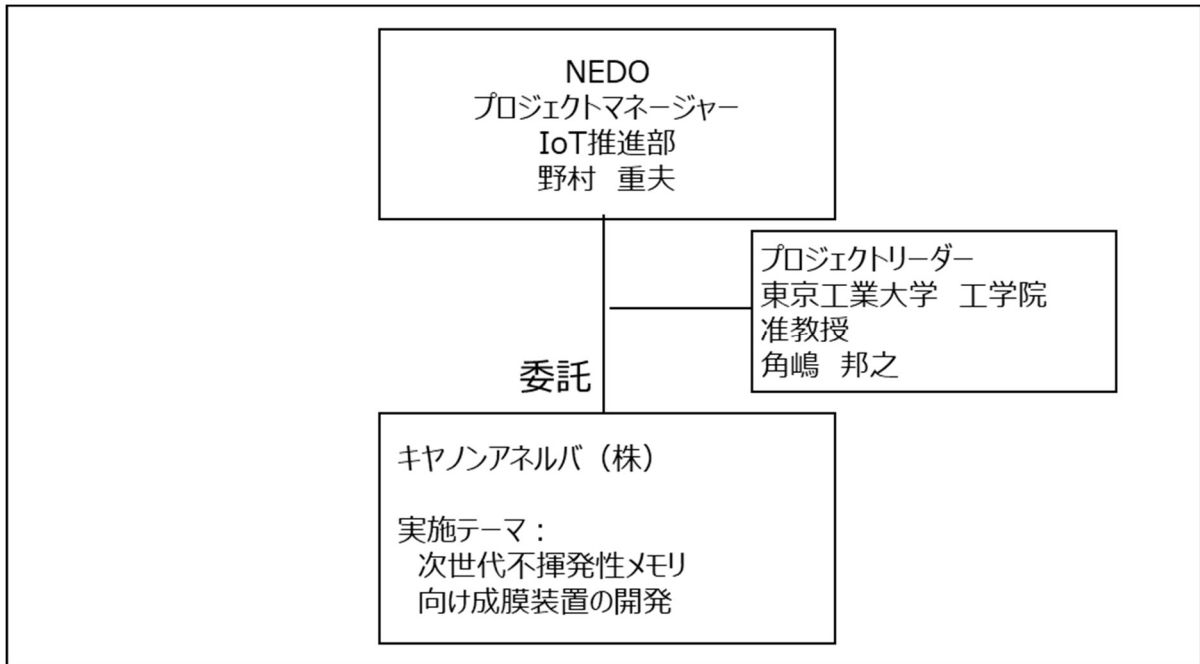 NEDO
プロジェクトマネージャー
IoT推進部
野村　重夫
プロジェクトリーダー
東京工業大学　工学院
准教授
角嶋　邦之
委託
キヤノンアネルバ（株）
実施テーマ：
次世代不揮発性メモリ
向け成膜装置の開発